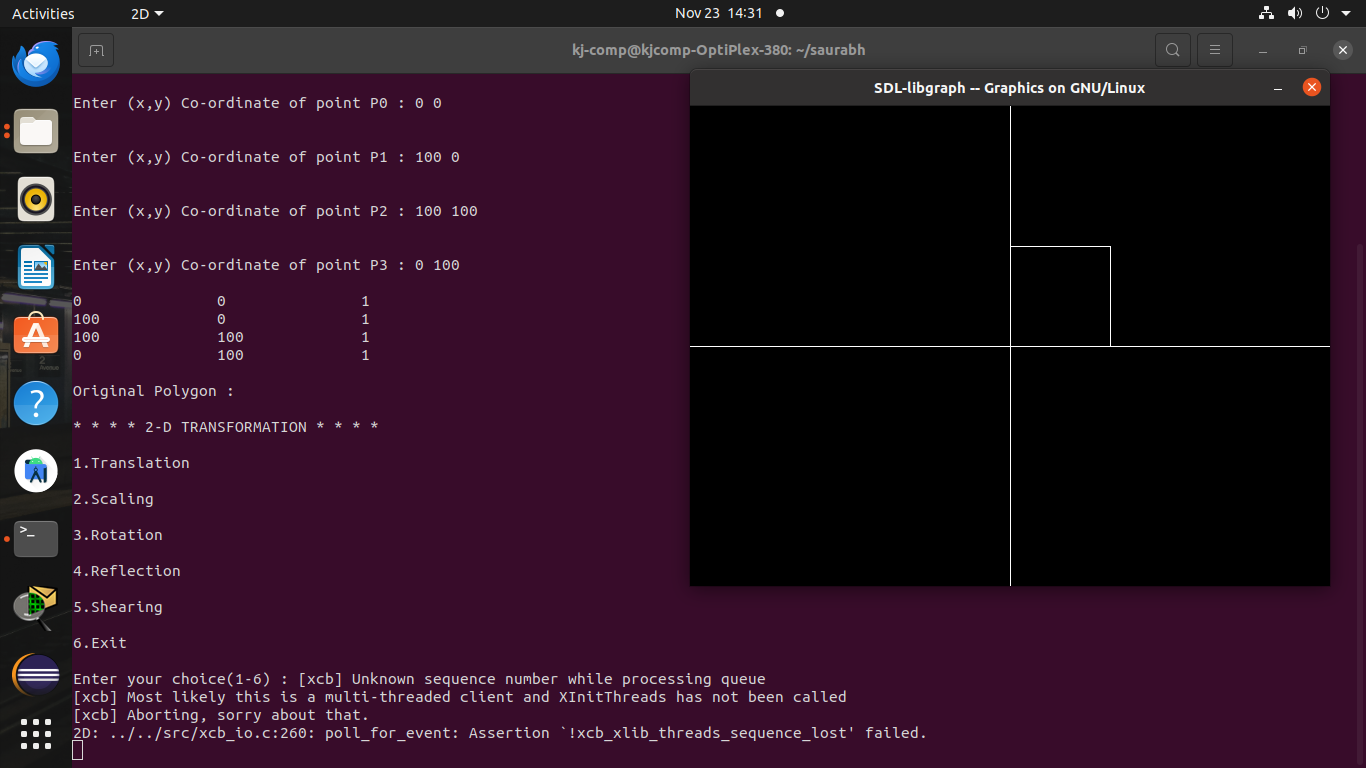 Activities 2D Nov 23 14:31
kj-comp@kjcomp-OptiPlex-380: ~/saurabh
Enter (x,y) Co-ordinate of point P0 : 0 0
Enter (x,y) Co-ordinate of point P1 : 100 0
Enter (x,y) Co-ordinate of point P2 : 100 100
Enter (x,y) Co-ordinate of point P3 : 0 100
0 0 1
100 0 1
100 100 1
0 100 1
Original Polygon :
* * * * 2-D TRANSFORMATION * * * *
1.Translation
2.Scaling
3.Rotation
4.Reflection
5.Shearing
6.Exit
Enter your choice(1-6) : [xcb] Unknown sequence number while processing queue
[xcb] Most likely this is a multi-threaded client and XInitThreads has not been called
[xcb] Aborting, sorry about that.
2D: ../../src/xcb_io.c:260: poll_for_event: Assertion `!xcb_xlib_threads_sequence_lost' failed.
SDL-libgraph -- Graphics on GNU/Linux